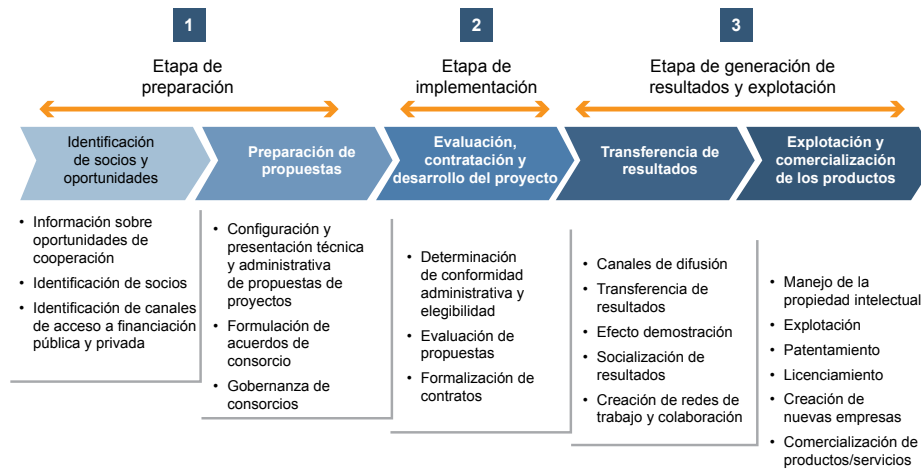 1
Etapa de
preparación
2
Etapa de
implementación
3
Etapa de generación de
resultados y explotación
Identificación
de socios y
oportunidades
Preparación de
propuestas
Evaluación,
contratación y
desarrollo del proyecto
Transferencia de
resultados
Explotación y
comercialización
de los productos
• Información sobre
oportunidades de
cooperación
• Identificación de socios
• Identificación de canales
de acceso a financiación
pública y privada
• Configuración y
presentación técnica
y administrativa
de propuestas de
proyectos
• Formulación de
acuerdos de
consorcio
• Gobernanza de
consorcios
• Determinación
de conformidad
administrativa y
elegibilidad
• Evaluación de
propuestas
• Formalización de
contratos
• Canales de difusión
• Transferencia de
resultados
• Efecto demostración
• Socialización de
resultados
• Creación de redes de
trabajo y colaboración
• Manejo de la
propiedad intelectual
• Explotación
• Patentamiento
• Licenciamiento
• Creación de
nuevas empresas
• Comercialización de
productos/servicios